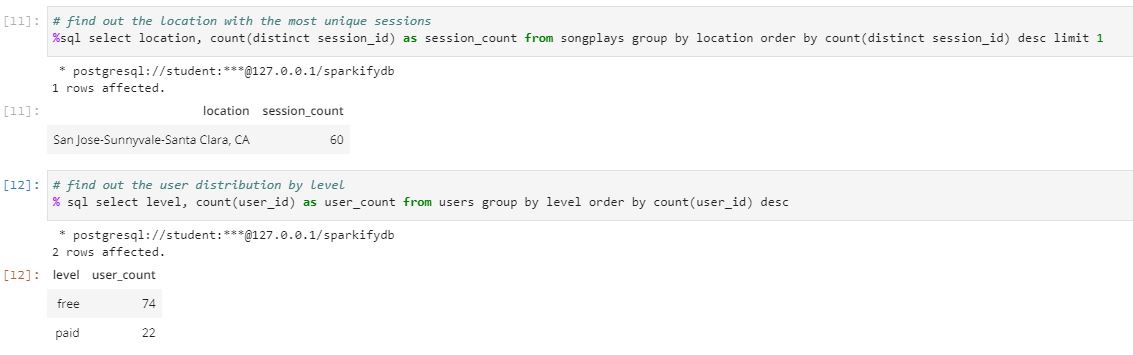 [11]: # find out the location with the most unique sessions
%sql select location, count(distinct session_id) as session_count from songplays group by location order by count(distinct session_id) desc limit 1
* postgresql://student:***@127.0.0.1/sparkifydb
1 rows affected.
[11]: location session_count
San Jose-Sunnyvale-Santa Clara, CA 60
[12]: # find out the user distribution by level
% sql select level, count(user_id) as user_count from users group by level order by count(user_id) desc
* postgresql://student:***@127.0.0.1/sparkifydb
2 rows affected.
[12]: level user_count
free 74
paid 22